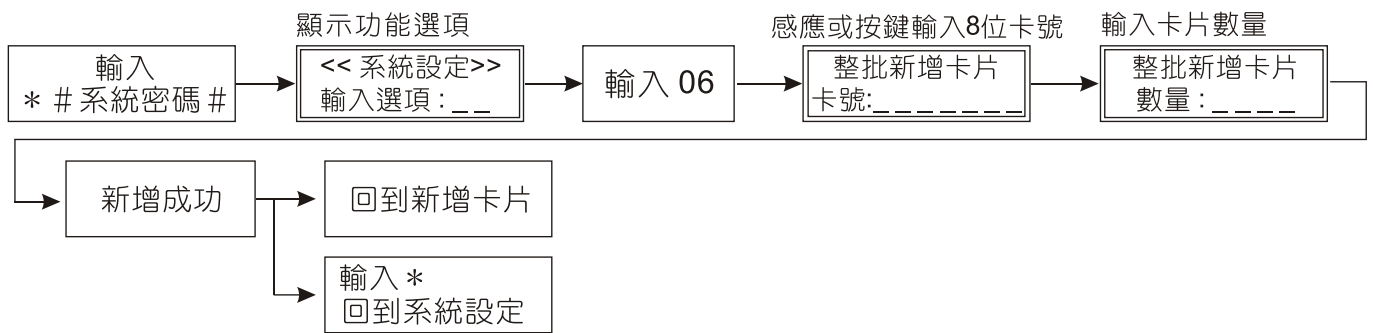 顯示功能選項
感應或按鍵輸入8位卡號
輸入卡片數量
輸入
＊＃系統密碼＃
<< 系統設定>>
輸入選項：_ _
輸入 06
整批新增卡片
卡號:_ _ _ _ _ _ _ _
整批新增卡片
數量：_ _ _ _
新增成功
回到新增卡片
輸入＊
回到系統設定